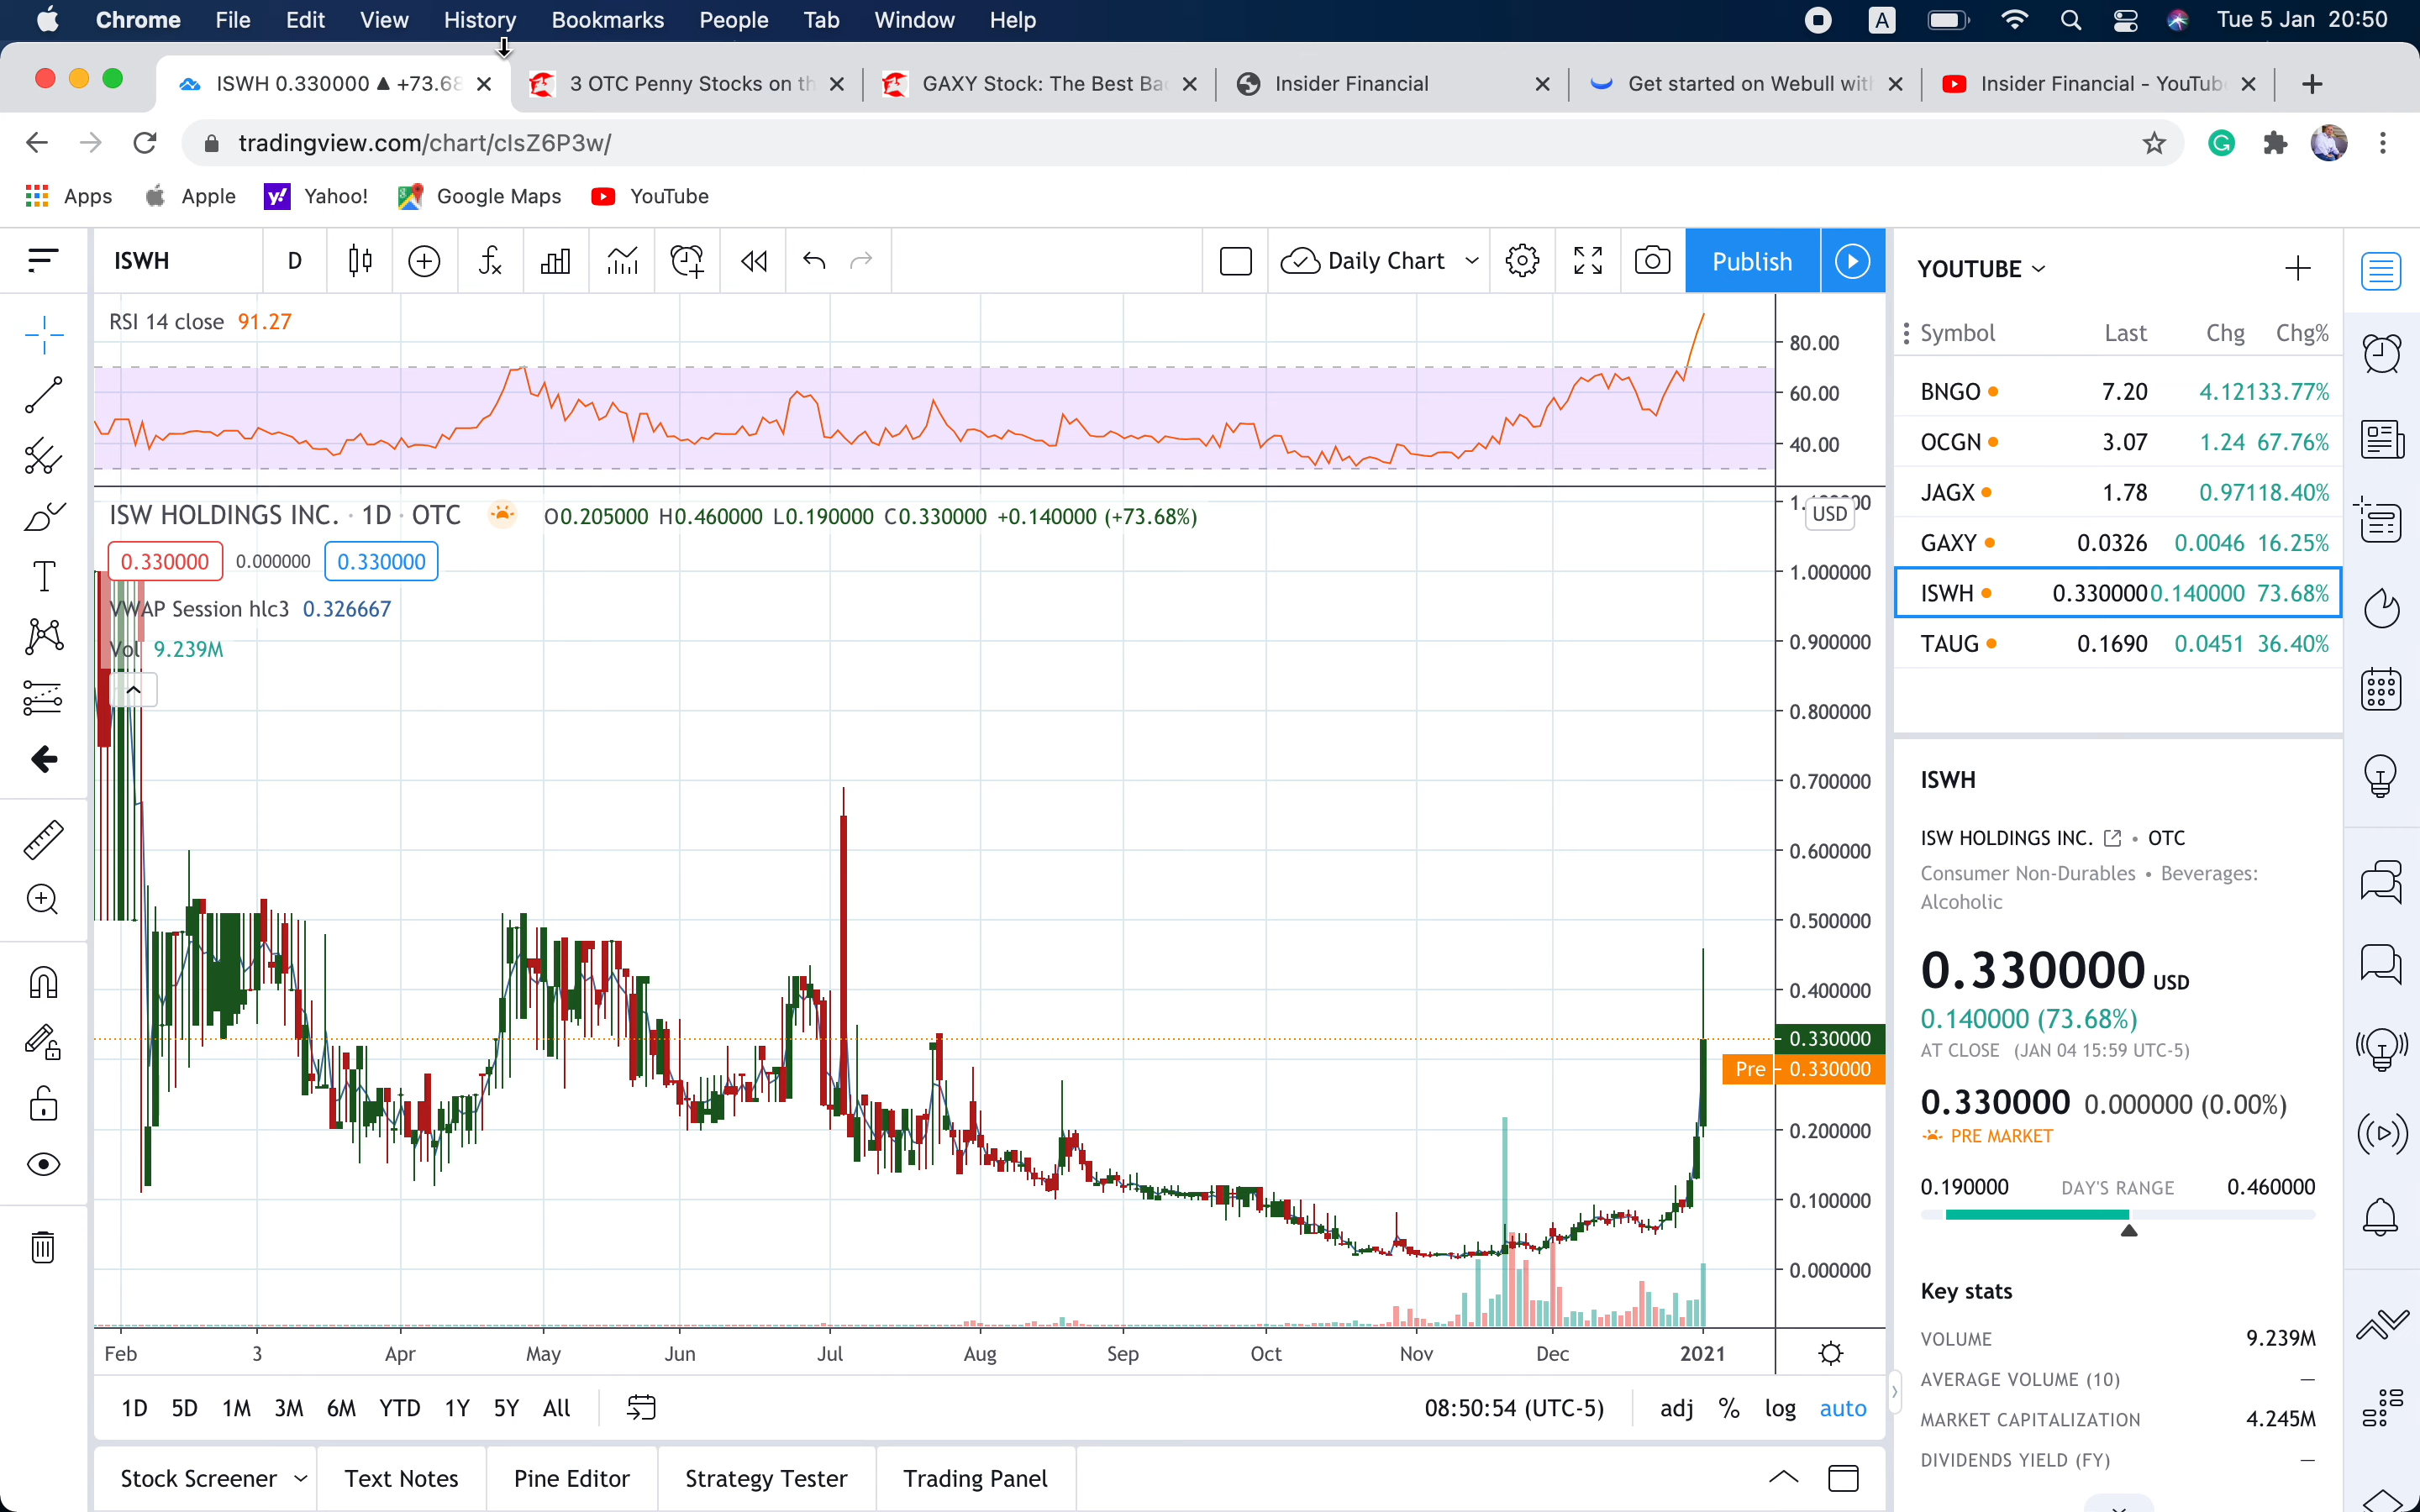 Chrome File Edit View History Bookmarks People Tab Window Help A Tue 5 Jan 20:50
ISWH 0.330000 ▲ +73.68 3 OTC Penny Stocks on th GAXY Stock: The Best Ba Insider Financial Get started on Webull wit Insider Financial - YouTub
tradingview.com/chart/cIsZ6P3w/
Apps Apple Yahoo! Google Maps YouTube
ISWH D Daily Chart Publish
RSI 14 close 91.27
80.00
60.00
40.00
ISW HOLDINGS INC. · 1D · OTC O0.205000 H0.460000 L0.190000 C0.330000 +0.140000 (+73.68%)
USD
0.330000 0.000000 0.330000
VWAP Session hlc3 0.326667
Vol 9.239M
1.000000
0.900000
0.800000
0.700000
0.600000
0.500000
0.400000
0.330000
Pre 0.330000
0.200000
0.100000
0.000000
Feb 3 Apr May Jun Jul Aug Sep Oct Nov Dec 2021
1D 5D 1M 3M 6M YTD 1Y 5Y All 08:50:54 (UTC-5) adj % log auto
Stock Screener Text Notes Pine Editor Strategy Tester Trading Panel
YOUTUBE
Symbol Last Chg Chg%
BNGO 7.20 4.12 133.77%
OCGN 3.07 1.24 67.76%
JAGX 1.78 0.97 118.40%
GAXY 0.0326 0.0046 16.25%
ISWH 0.330000 0.140000 73.68%
TAUG 0.1690 0.0451 36.40%
ISWH
ISW HOLDINGS INC. • OTC
Consumer Non-Durables • Beverages:
Alcoholic
0.330000 USD
0.140000 (73.68%)
AT CLOSE (JAN 04 15:59 UTC-5)
0.330000 0.000000 (0.00%)
PRE MARKET
0.190000 DAY'S RANGE 0.460000
Key stats
VOLUME 9.239M
AVERAGE VOLUME (10) —
MARKET CAPITALIZATION 4.245M
DIVIDENDS YIELD (FY) —